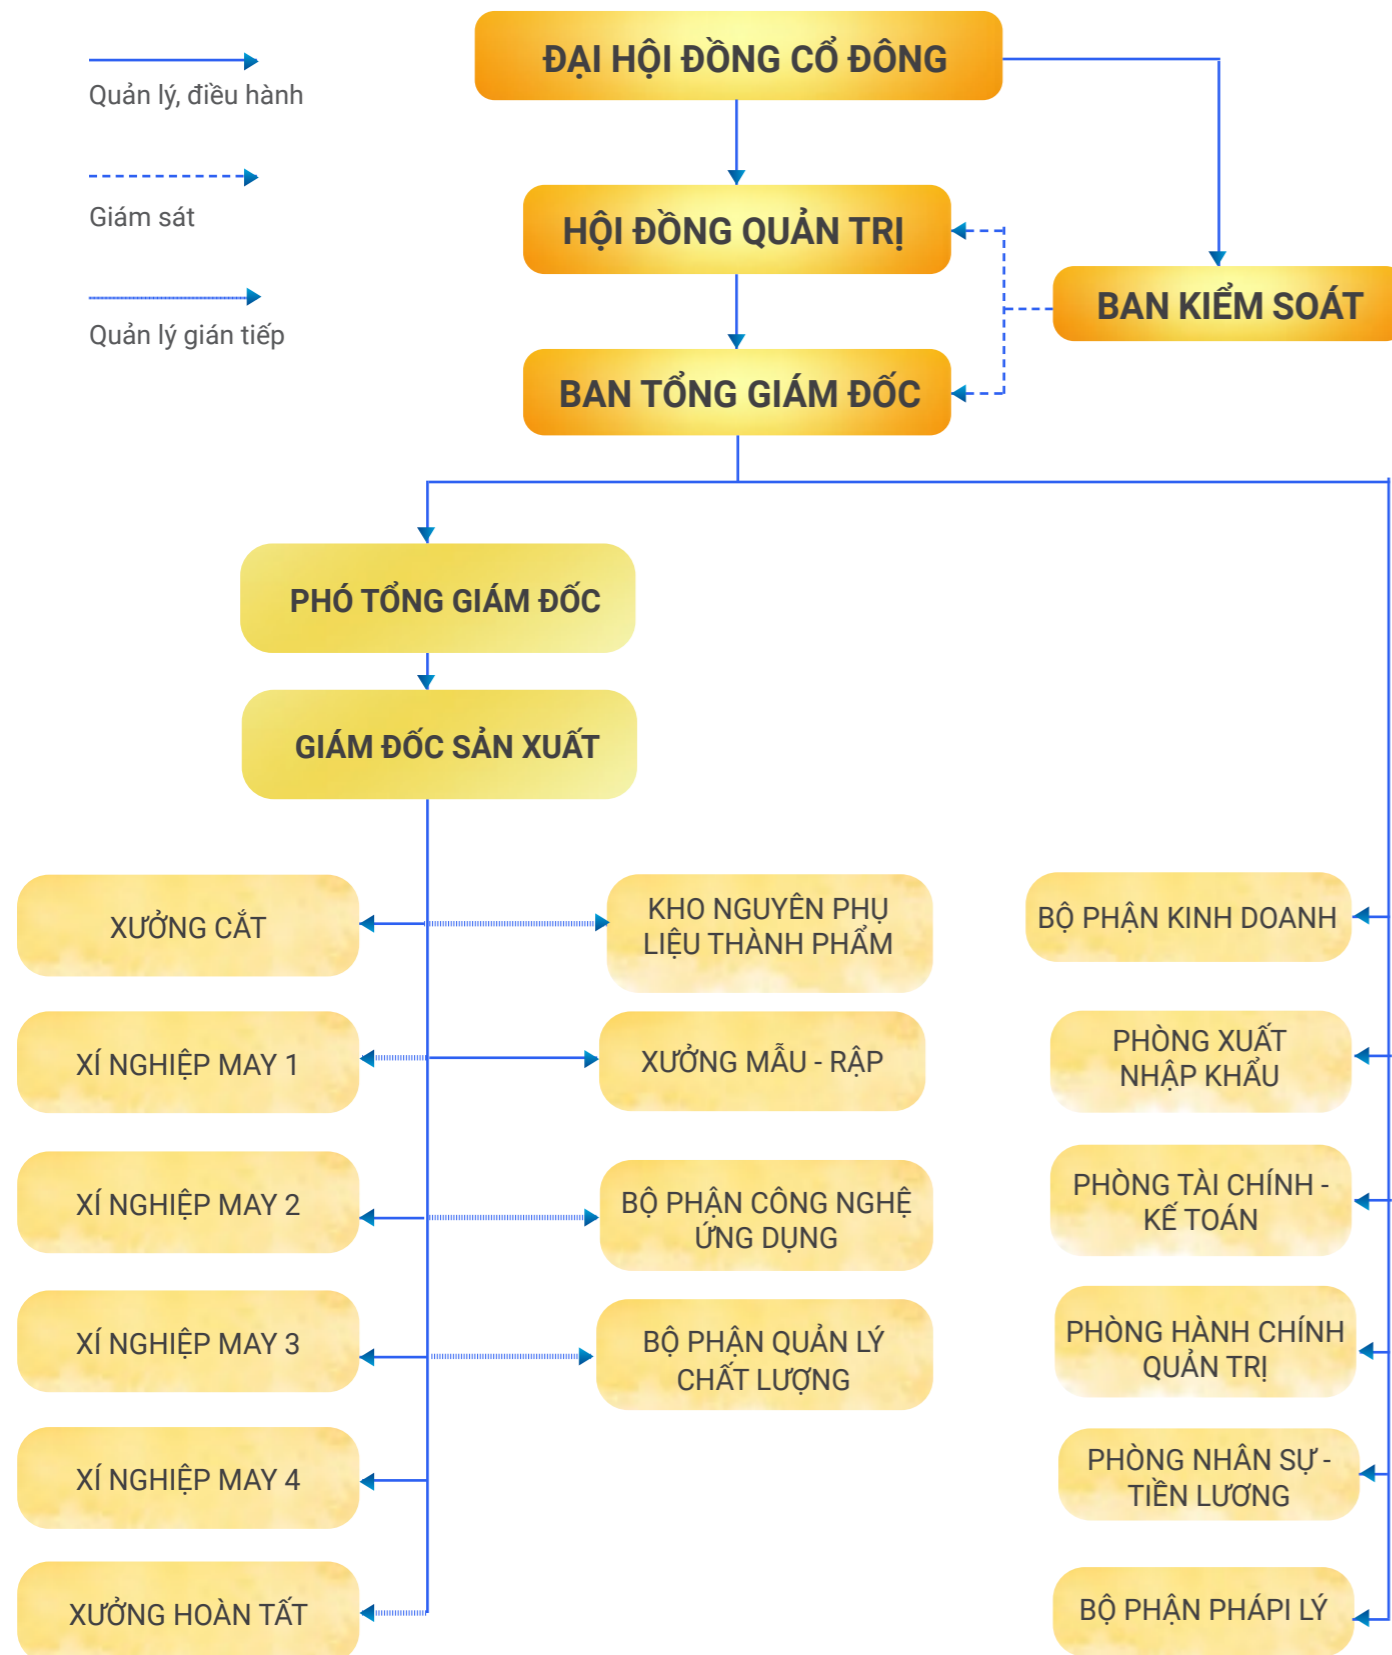 ĐẠI HỘI ĐỒNG CỔ ĐÔNG
Quản lý, điều hành
Giám sát
Quản lý gián tiếp
HỘI ĐỒNG QUẢN TRỊ
BAN KIỂM SOÁT
BAN TỔNG GIÁM ĐỐC
PHÓ TỔNG GIÁM ĐỐC
GIÁM ĐỐC SẢN XUẤT
XƯỞNG CẮT
XÍ NGHIỆP MAY 1
XÍ NGHIỆP MAY 2
XÍ NGHIỆP MAY 3
XÍ NGHIỆP MAY 4
XƯỞNG HOÀN TẤT
KHO NGUYÊN PHỤ
LIỆU THÀNH PHẨM
XƯỞNG MẪU - RẬP
BỘ PHẬN CÔNG NGHỆ
ỨNG DỤNG
BỘ PHẬN QUẢN LÝ
CHẤT LƯỢNG
BỘ PHẬN KINH DOANH
PHÒNG XUẤT
NHẬP KHẨU
PHÒNG TÀI CHÍNH -
KẾ TOÁN
PHÒNG HÀNH CHÍNH
QUẢN TRỊ
PHÒNG NHÂN SỰ -
TIỀN LƯƠNG
BỘ PHẬN PHÁPI LÝ